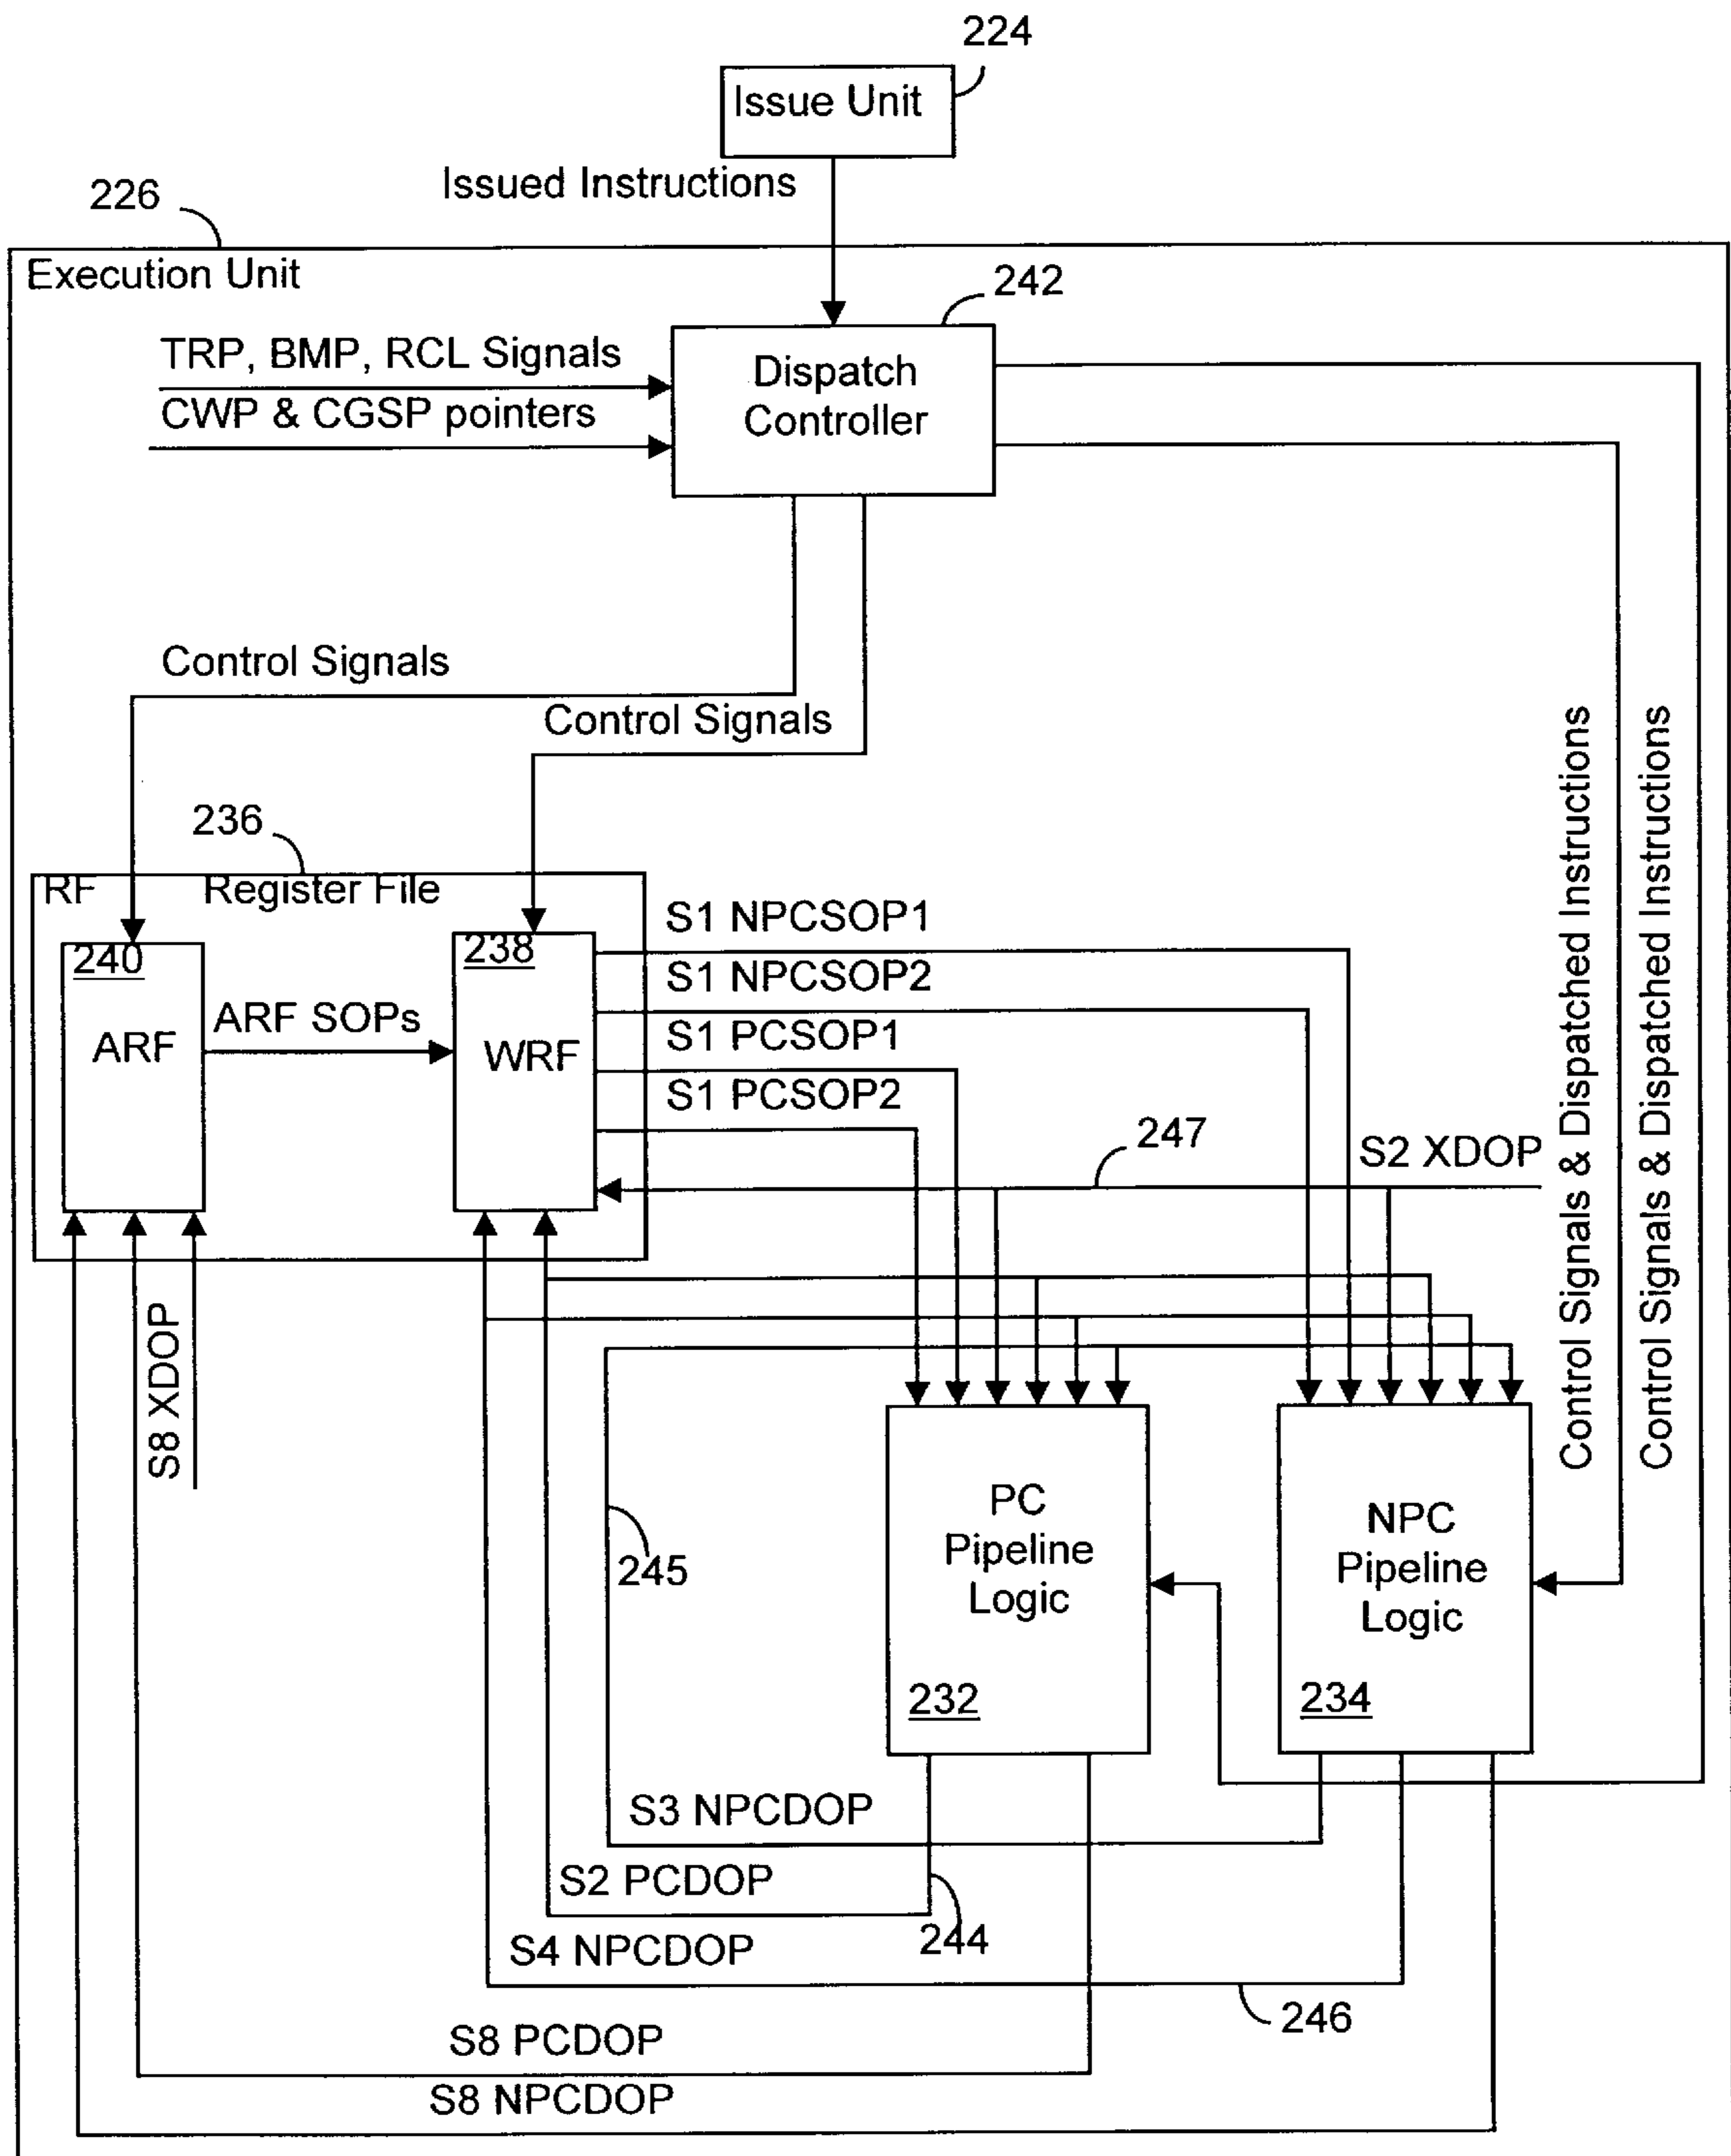 224
Issue Unit
Issued Instructions
226
Execution Unit
242
TRP, BMP, RCL Signals
CWP & CGSP pointers
Dispatch
Controller
Control Signals
Control Signals
Control Signals & Dispatched Instructions
Control Signals & Dispatched Instructions
236
RF
Register File
240
ARF
ARF SOPs
238
WRF
S1 NPCSOP1
S1 NPCSOP2
S1 PCSOP1
S1 PCSOP2
247
S2 XDOP
S8 XDOP
245
PC
Pipeline
Logic
232
NPC
Pipeline
Logic
234
S3 NPCDOP
S2 PCDOP
244
S4 NPCDOP
246
S8 PCDOP
S8 NPCDOP